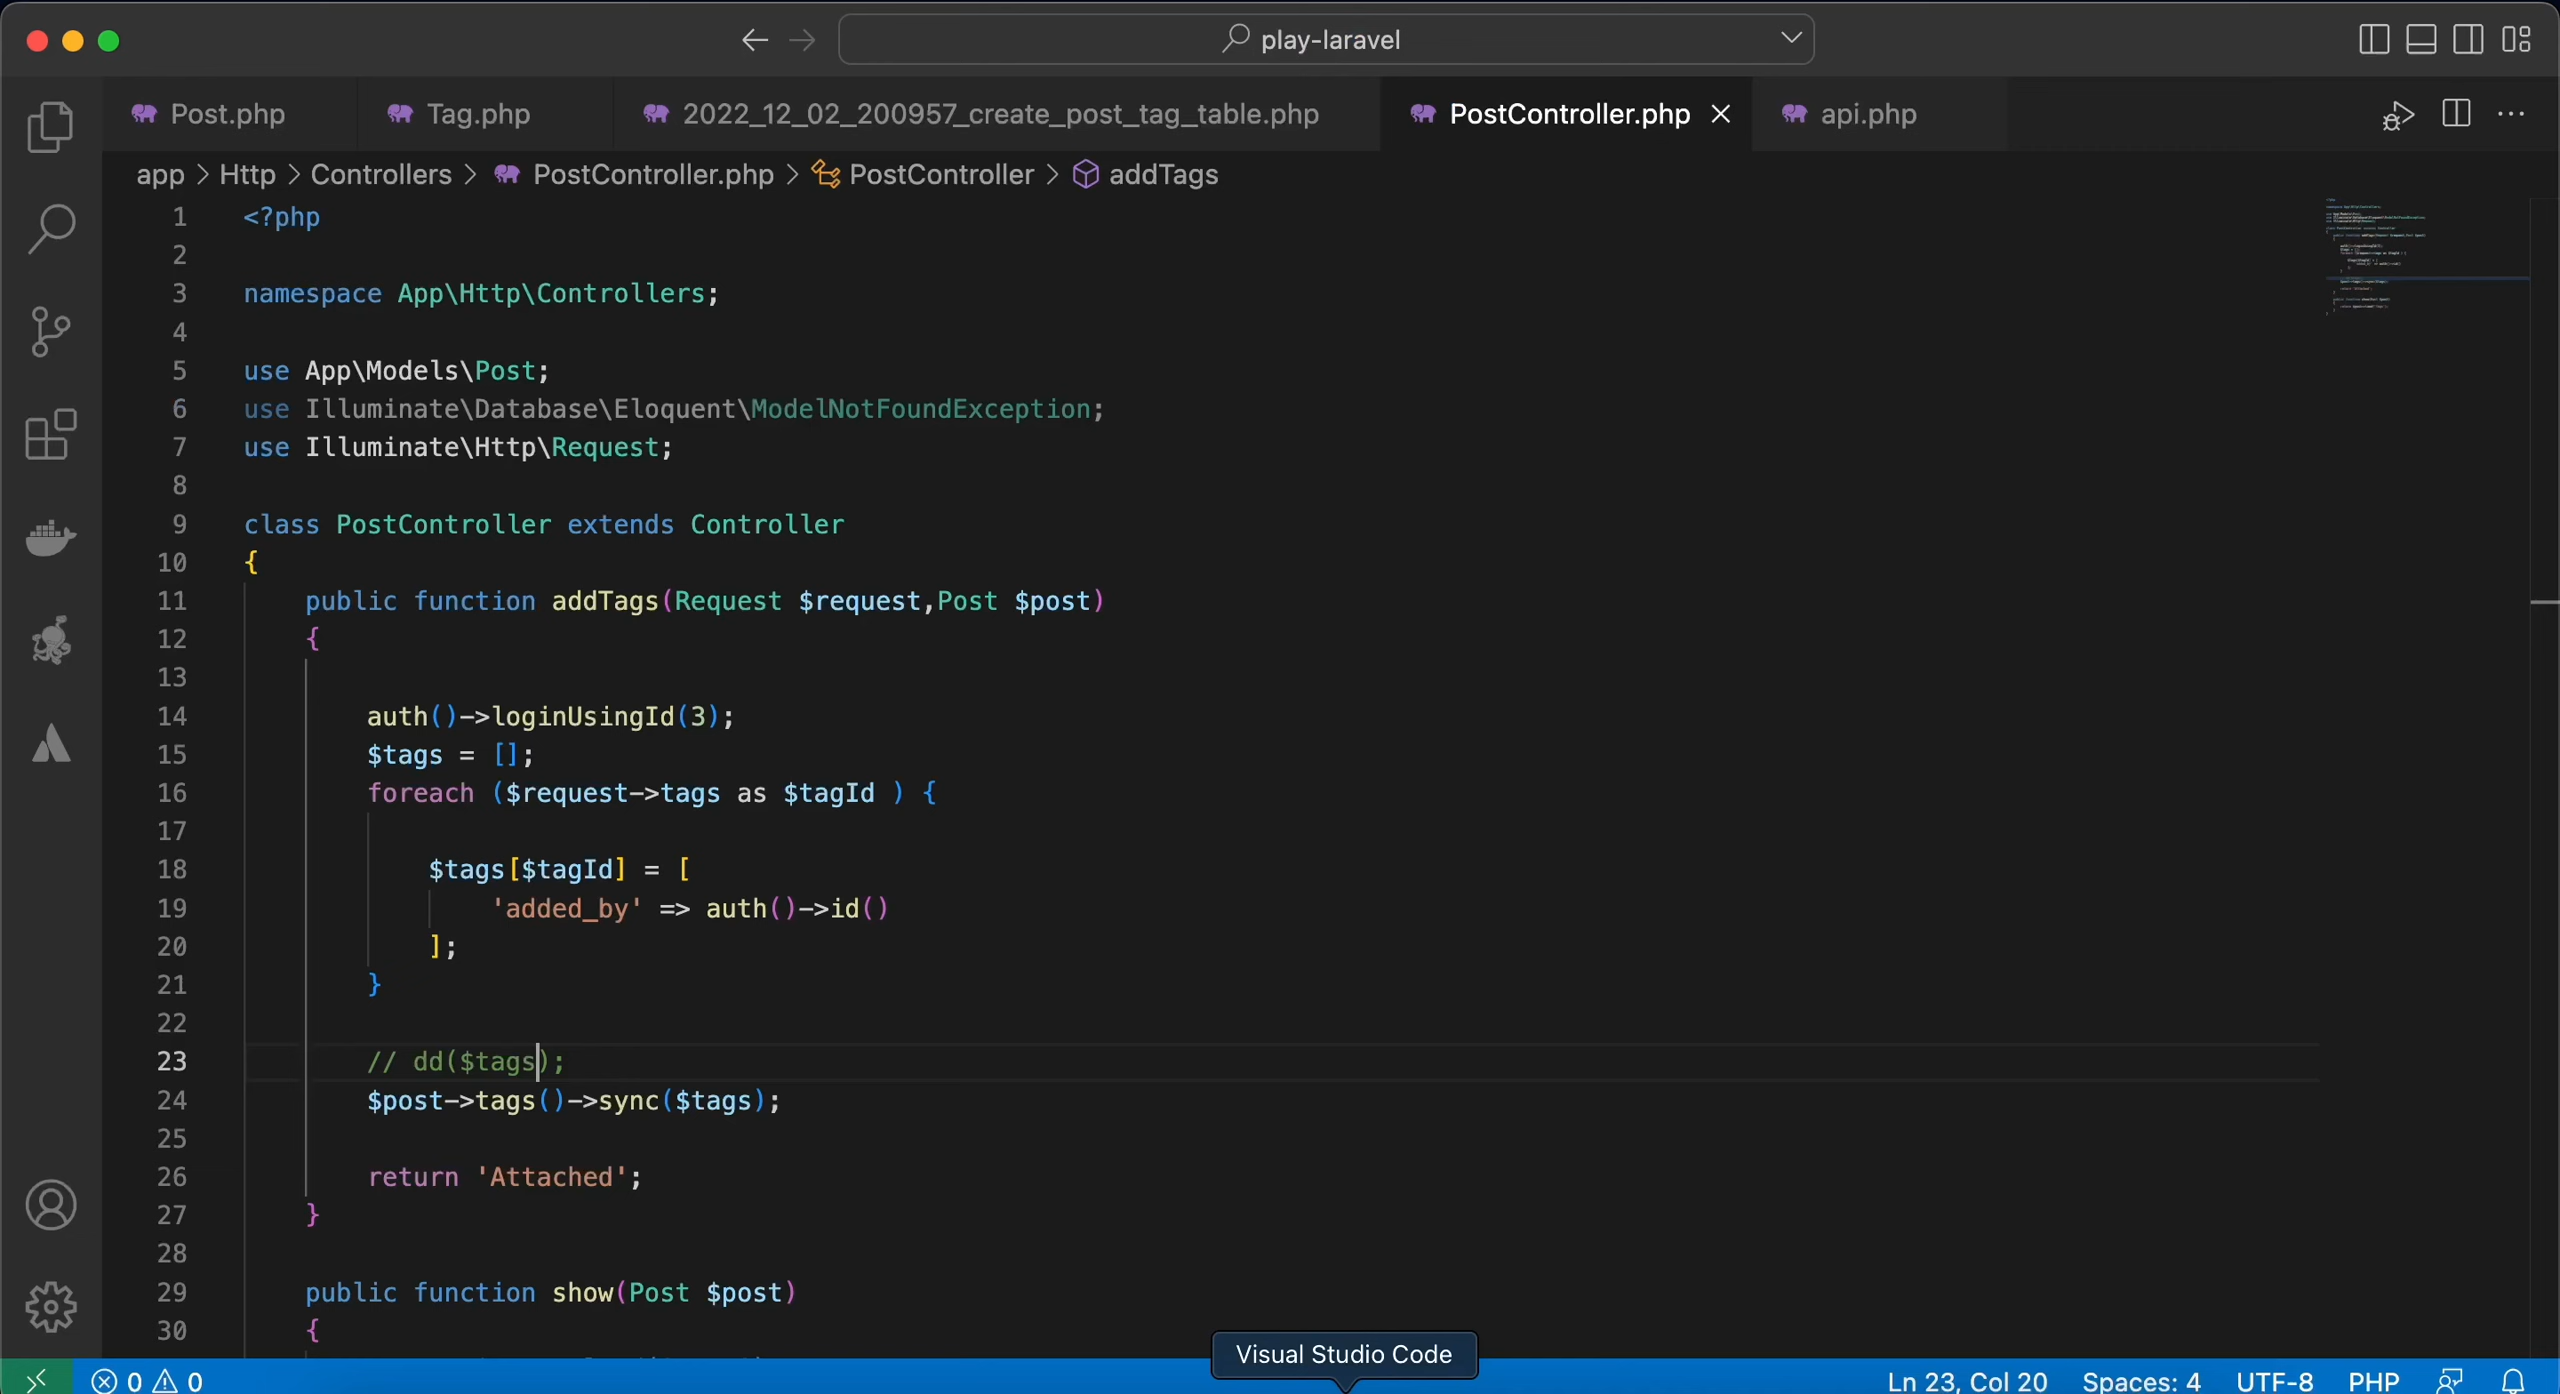 play-laravel
Post.php Tag.php 2022_12_02_200957_create_post_tag_table.php PostController.php api.php
app > Http > Controllers > PostController.php > PostController > addTags
1 <?php
2
3 namespace App\Http\Controllers;
4
5 use App\Models\Post;
6 use Illuminate\Database\Eloquent\ModelNotFoundException;
7 use Illuminate\Http\Request;
8
9 class PostController extends Controller
10 {
11 public function addTags(Request $request,Post $post)
12 {
13
14 auth()->loginUsingId(3);
15 $tags = [];
16 foreach ($request->tags as $tagId ) {
17
18 $tags[$tagId] = [
19 'added_by' => auth()->id()
20 ];
21 }
22
23 // dd($tags);
24 $post->tags()->sync($tags);
25
26 return 'Attached';
27 }
28
29 public function show(Post $post)
30 {
Visual Studio Code
0 0 Ln 23, Col 20 Spaces: 4 UTF-8 PHP